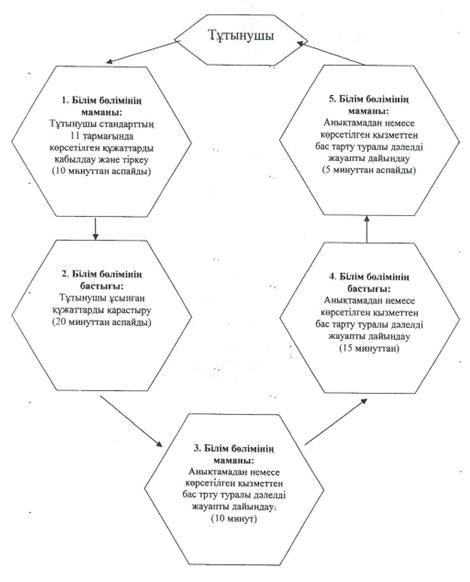 Тұтынушы
1. Білім бөлімінің
маманы:
Тұтынушы стандарттың
11 тармағында
көрсетілген құжаттарды
қабылдау және тіркеу
(10 минуттан аспайды)
2. Білім бөлімінің
бастығы:
Тұтынушы ұсынған
құжаттарды қарастыру
(20 минуттан аспайды)
3. Білім бөлімінің
маманы:
Анықтамадан немесе
көрсетілген қызметтен
бас трту туралы дәлелді
жауапты дайындау:
(10 минут)
4. Білім бөлімінің
бастығы:
Анықтамадан немесе
көрсетілген қызметтен
бас тарту туралы дәлелді
жауапты дайындау
(15 минуттан)
5. Білім бөлімінің
маманы:
Анықтамадан немесе
көрсетілген қызметтен
бас тарту туралы дәлелді
жауапты дайындау
(5 минуттан аспайды)